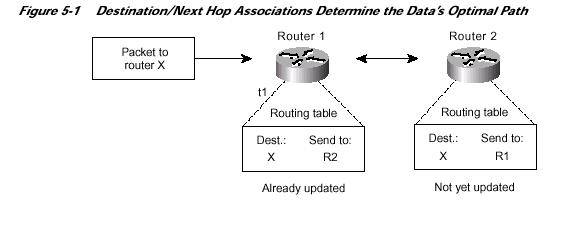 Figure 5-1 Destination/Next Hop Associations Determine the Data's Optimal Path
Packet to
router X
Router 1
Router 2
t1
Routing table
Dest.: Send to:
X R2
Already updated
Routing table
Dest.: Send to:
X R1
Not yet updated